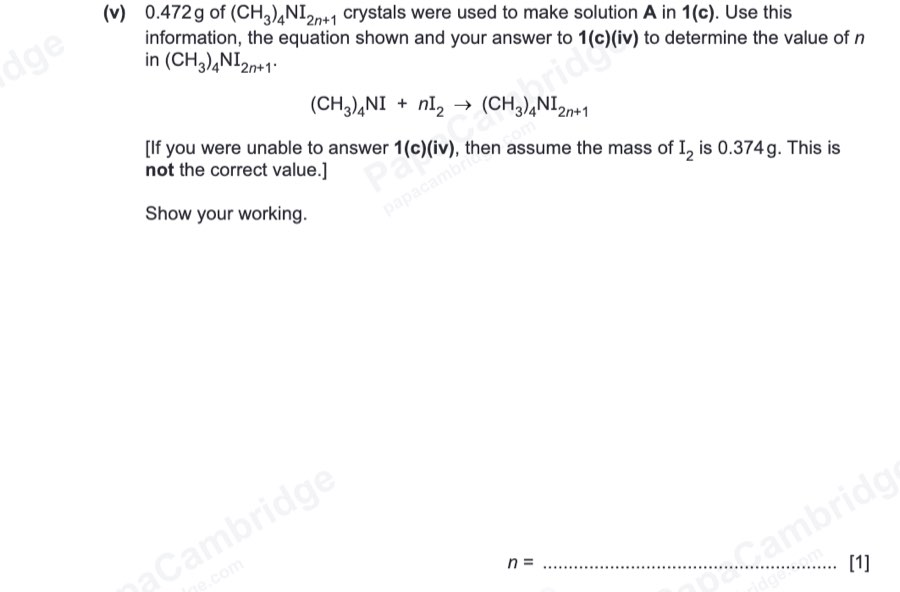 (v) 0.472 g of (CH₃)₄NI₂ₙ₊₁ crystals were used to make solution A in 1(c). Use this
information, the equation shown and your answer to 1(c)(iv) to determine the value of n
in (CH₃)₄NI₂ₙ₊₁.
(CH₃)₄NI + nI₂ → (CH₃)₄NI₂ₙ₊₁
[If you were unable to answer 1(c)(iv), then assume the mass of I₂ is 0.374 g. This is
not the correct value.]
Show your working.
n = .......................................................... [1]